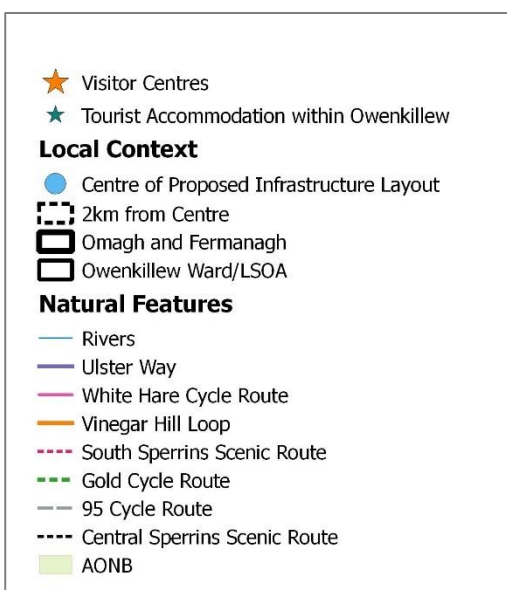 Visitor Centres
Tourist Accommodation within Owenkillew
Local Context
Centre of Proposed Infrastructure Layout
2km from Centre
Omagh and Fermanagh
Owenkillew Ward/LSOA
Natural Features
Rivers
Ulster Way
White Hare Cycle Route
Vinegar Hill Loop
South Sperrins Scenic Route
Gold Cycle Route
95 Cycle Route
Central Sperrins Scenic Route
AONB